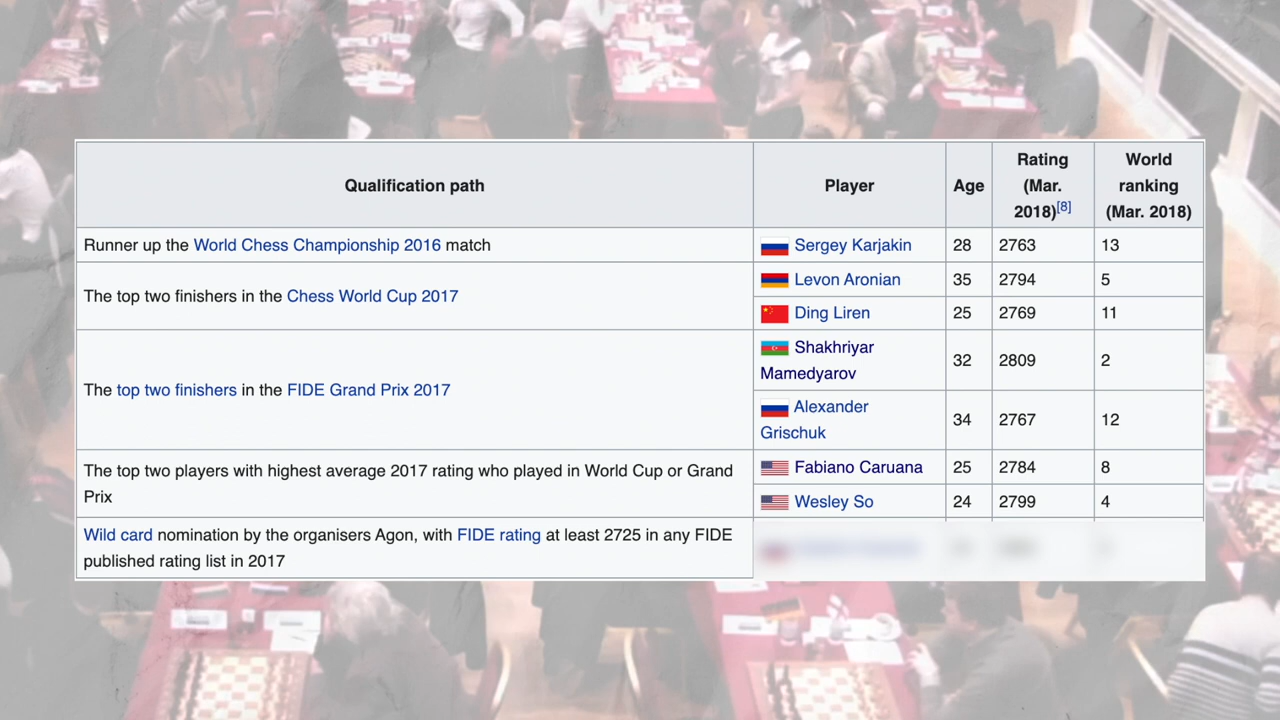 Qualification path
Player
Age
Rating
(Mar.
2018)[8]
World
ranking
(Mar. 2018)
Runner up the World Chess Championship 2016 match
Sergey Karjakin
28
2763
13
The top two finishers in the Chess World Cup 2017
Levon Aronian
35
2794
5
Ding Liren
25
2769
11
The top two finishers in the FIDE Grand Prix 2017
Shakhriyar
Mamedyarov
32
2809
2
Alexander
Grischuk
34
2767
12
The top two players with highest average 2017 rating who played in World Cup or Grand
Prix
Fabiano Caruana
25
2784
8
Wesley So
24
2799
4
Wild card nomination by the organisers Agon, with FIDE rating at least 2725 in any FIDE
published rating list in 2017